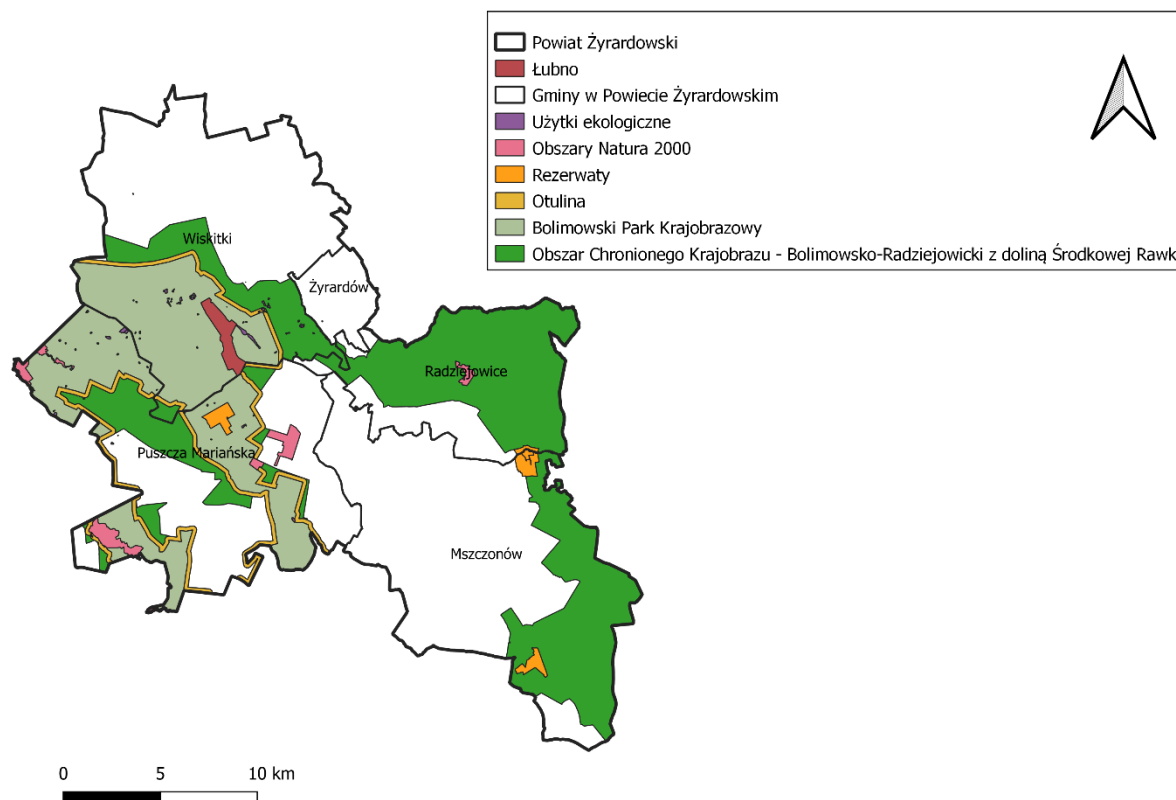 Powiat Żyrardowski
Łubno
Gminy w Powiecie Żyrardowskim
Użytki ekologiczne
Obszary Natura 2000
Rezerwaty
Otulina
Bolimowski Park Krajobrazowy
Obszar Chronionego Krajobrazu - Bolimowsko-Radziejowicki z doliną Środkowej Rawk
Wiskitki
Żyrardów
Radziejowice
Puszcza Mariańska
Mszczonów
0 5 10 km